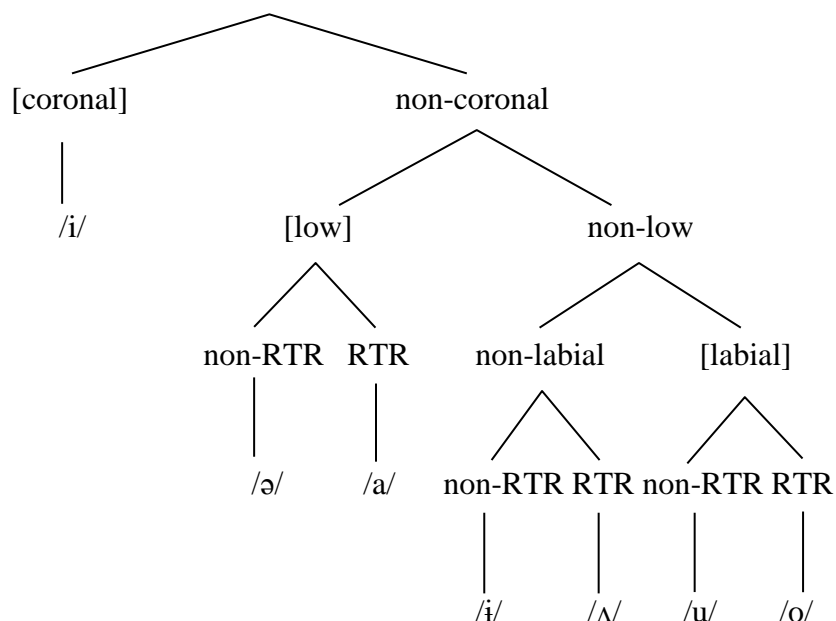 [coronal] non-coronal
/i/ [low] non-low
non-RTR RTR non-labial [labial]
/ə/ /a/ non-RTR RTR non-RTR RTR
/ɨ/ /ʌ/ /u/ /o/